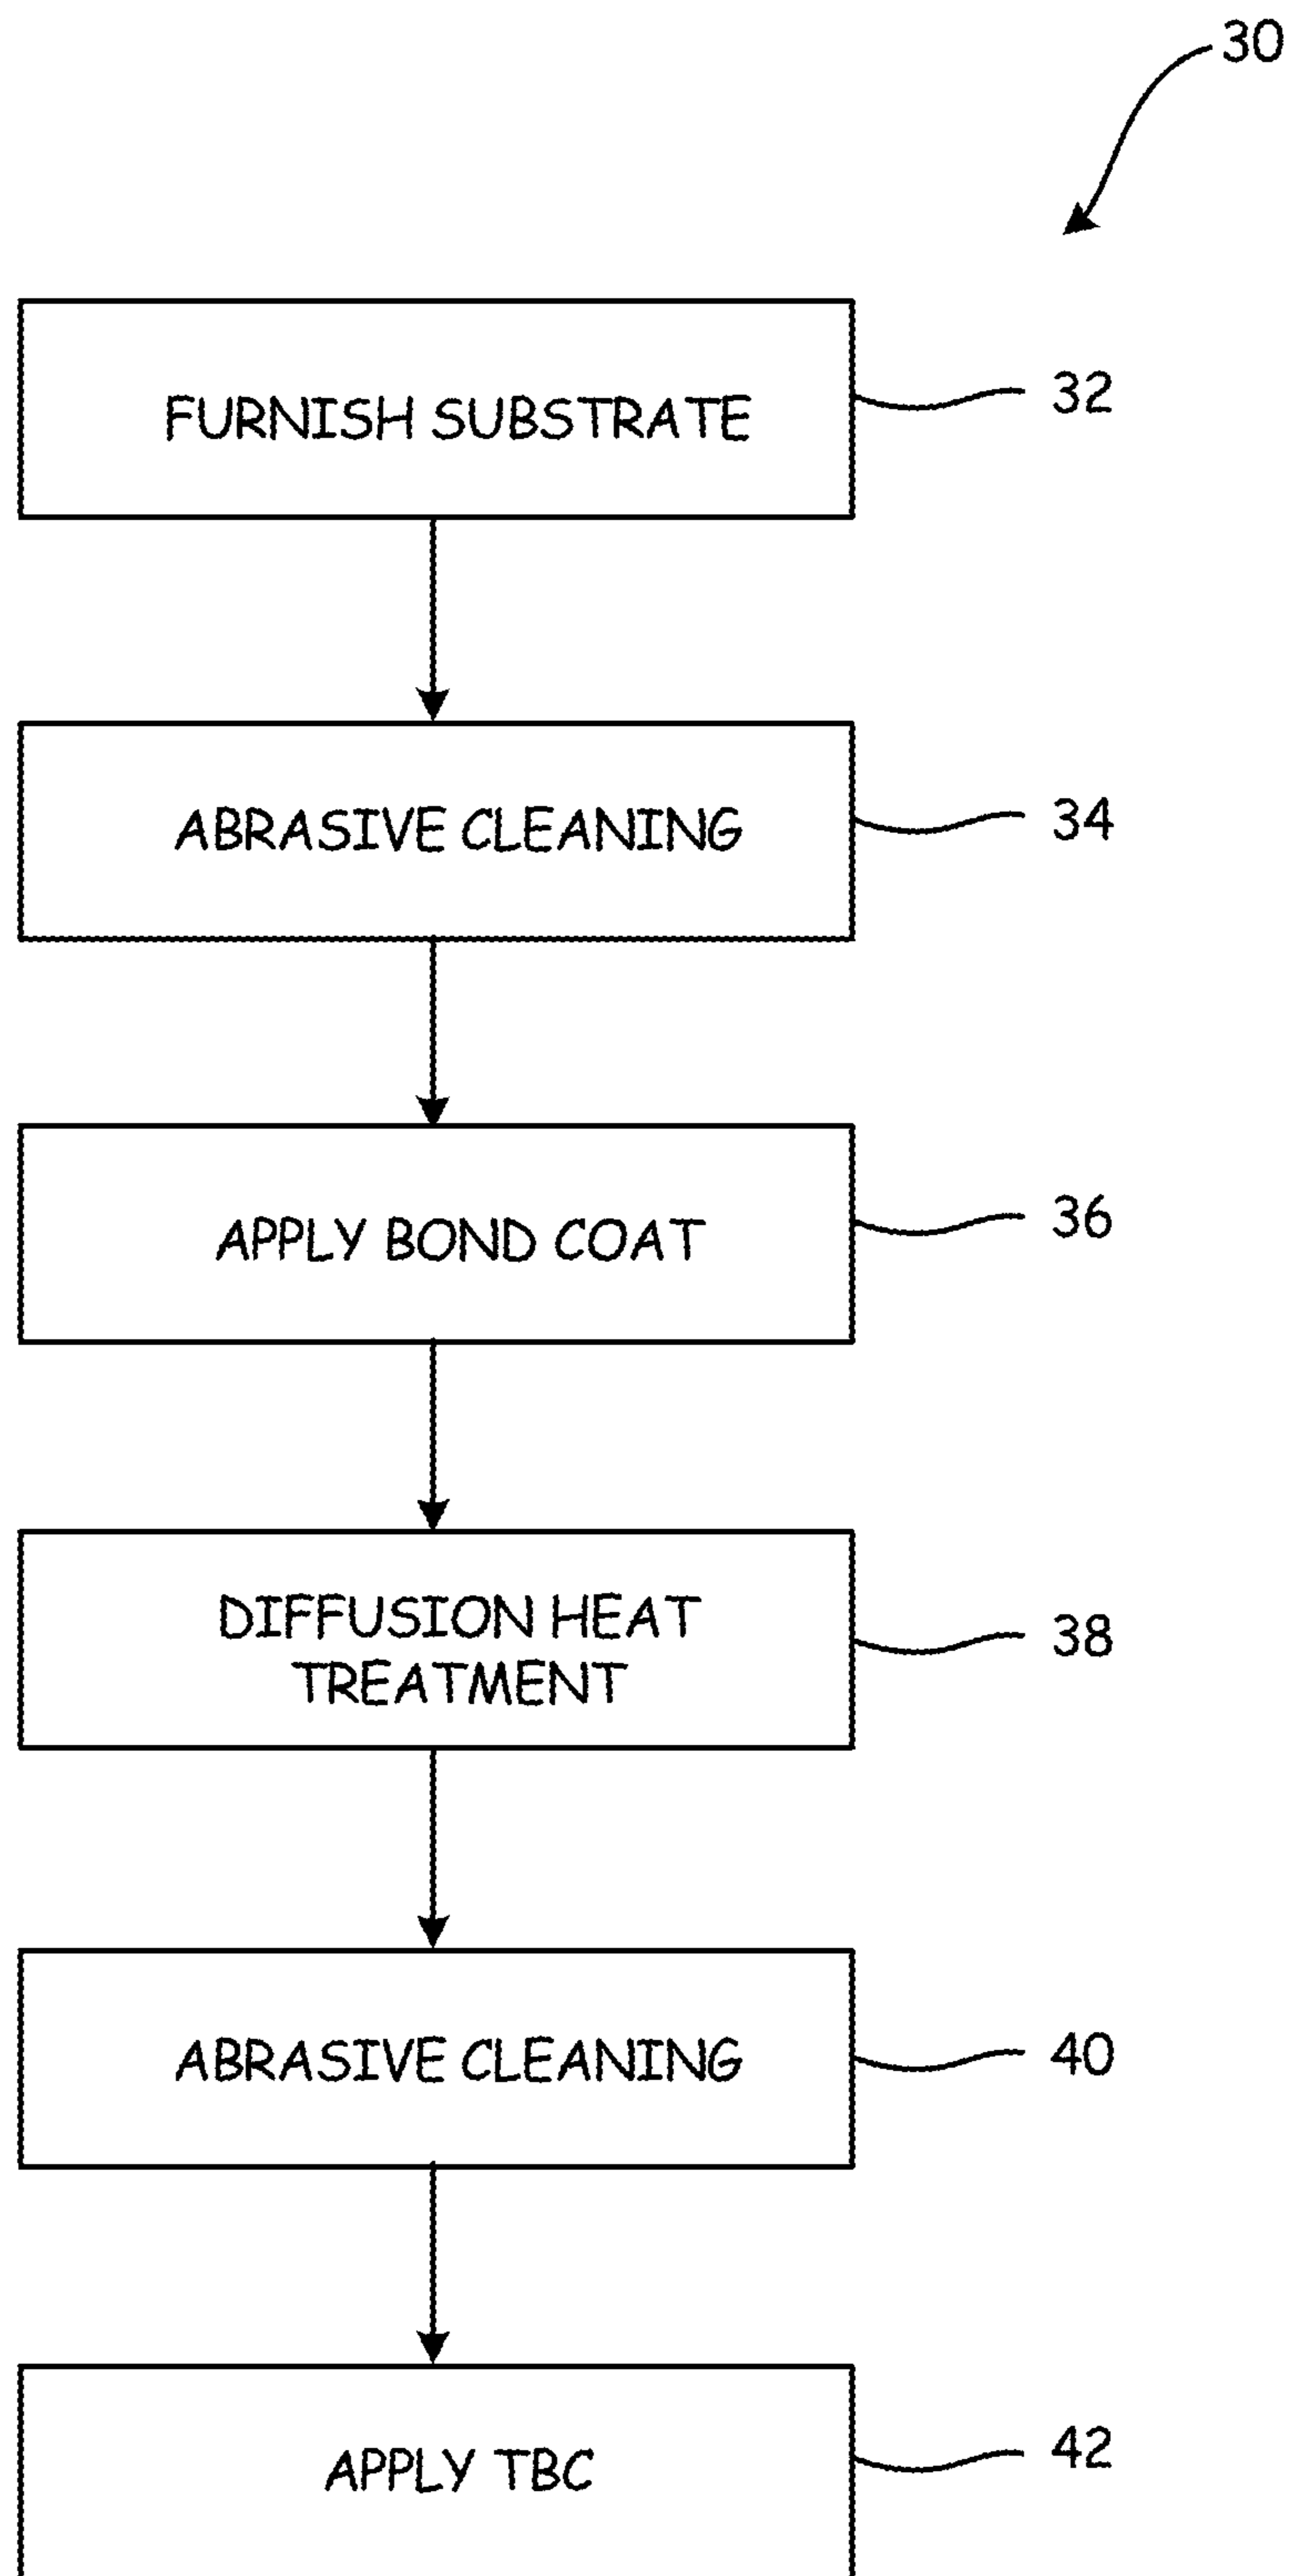 30
FURNISH SUBSTRATE
32
ABRASIVE CLEANING
34
APPLY BOND COAT
36
DIFFUSION HEAT
TREATMENT
38
ABRASIVE CLEANING
40
APPLY TBC
42